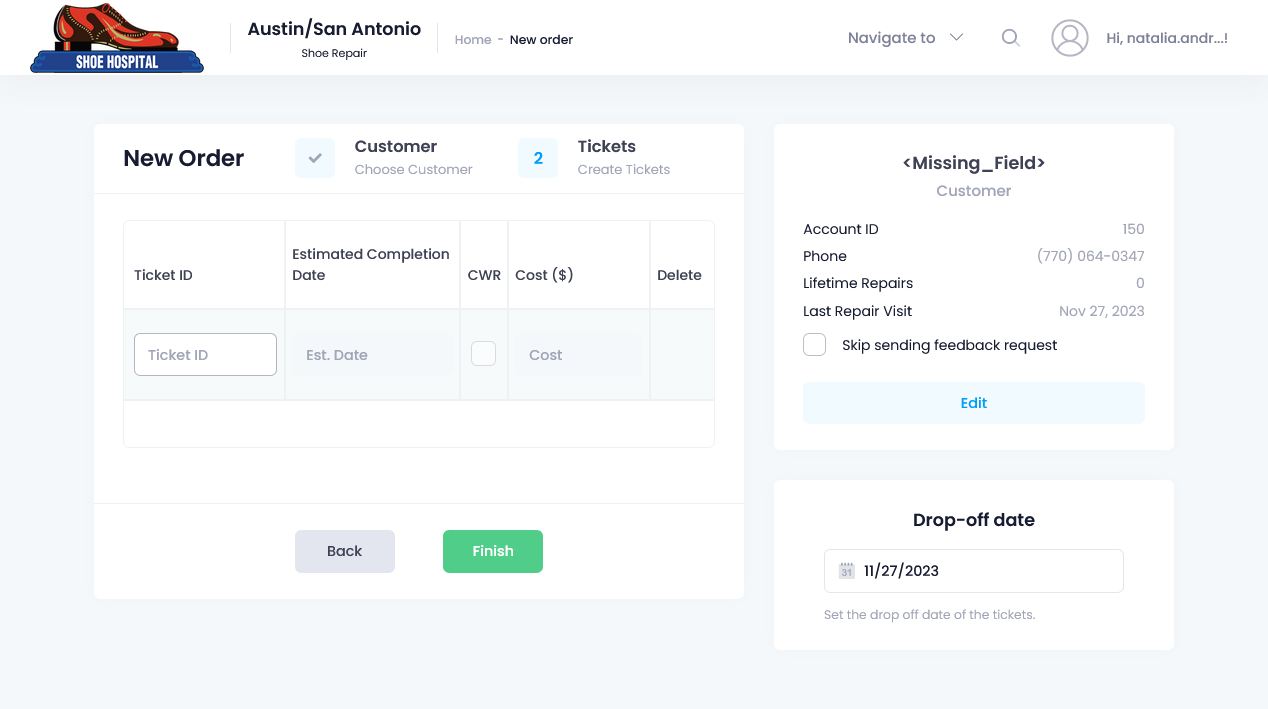 SHOE HOSPITAL
Austin/San Antonio
Shoe Repair
Home - New order
Navigate to
Hi, natalia.andr...!
New Order
Customer
Choose Customer
2
Tickets
Create Tickets
Ticket ID
Estimated Completion
Date
CWR
Cost ($)
Delete
Ticket ID
Est. Date
Cost
Back
Finish
<Missing_Field>
Customer
Account ID 150
Phone (770) 064-0347
Lifetime Repairs 0
Last Repair Visit Nov 27, 2023
Skip sending feedback request
Edit
Drop-off date
31 11/27/2023
Set the drop off date of the tickets.